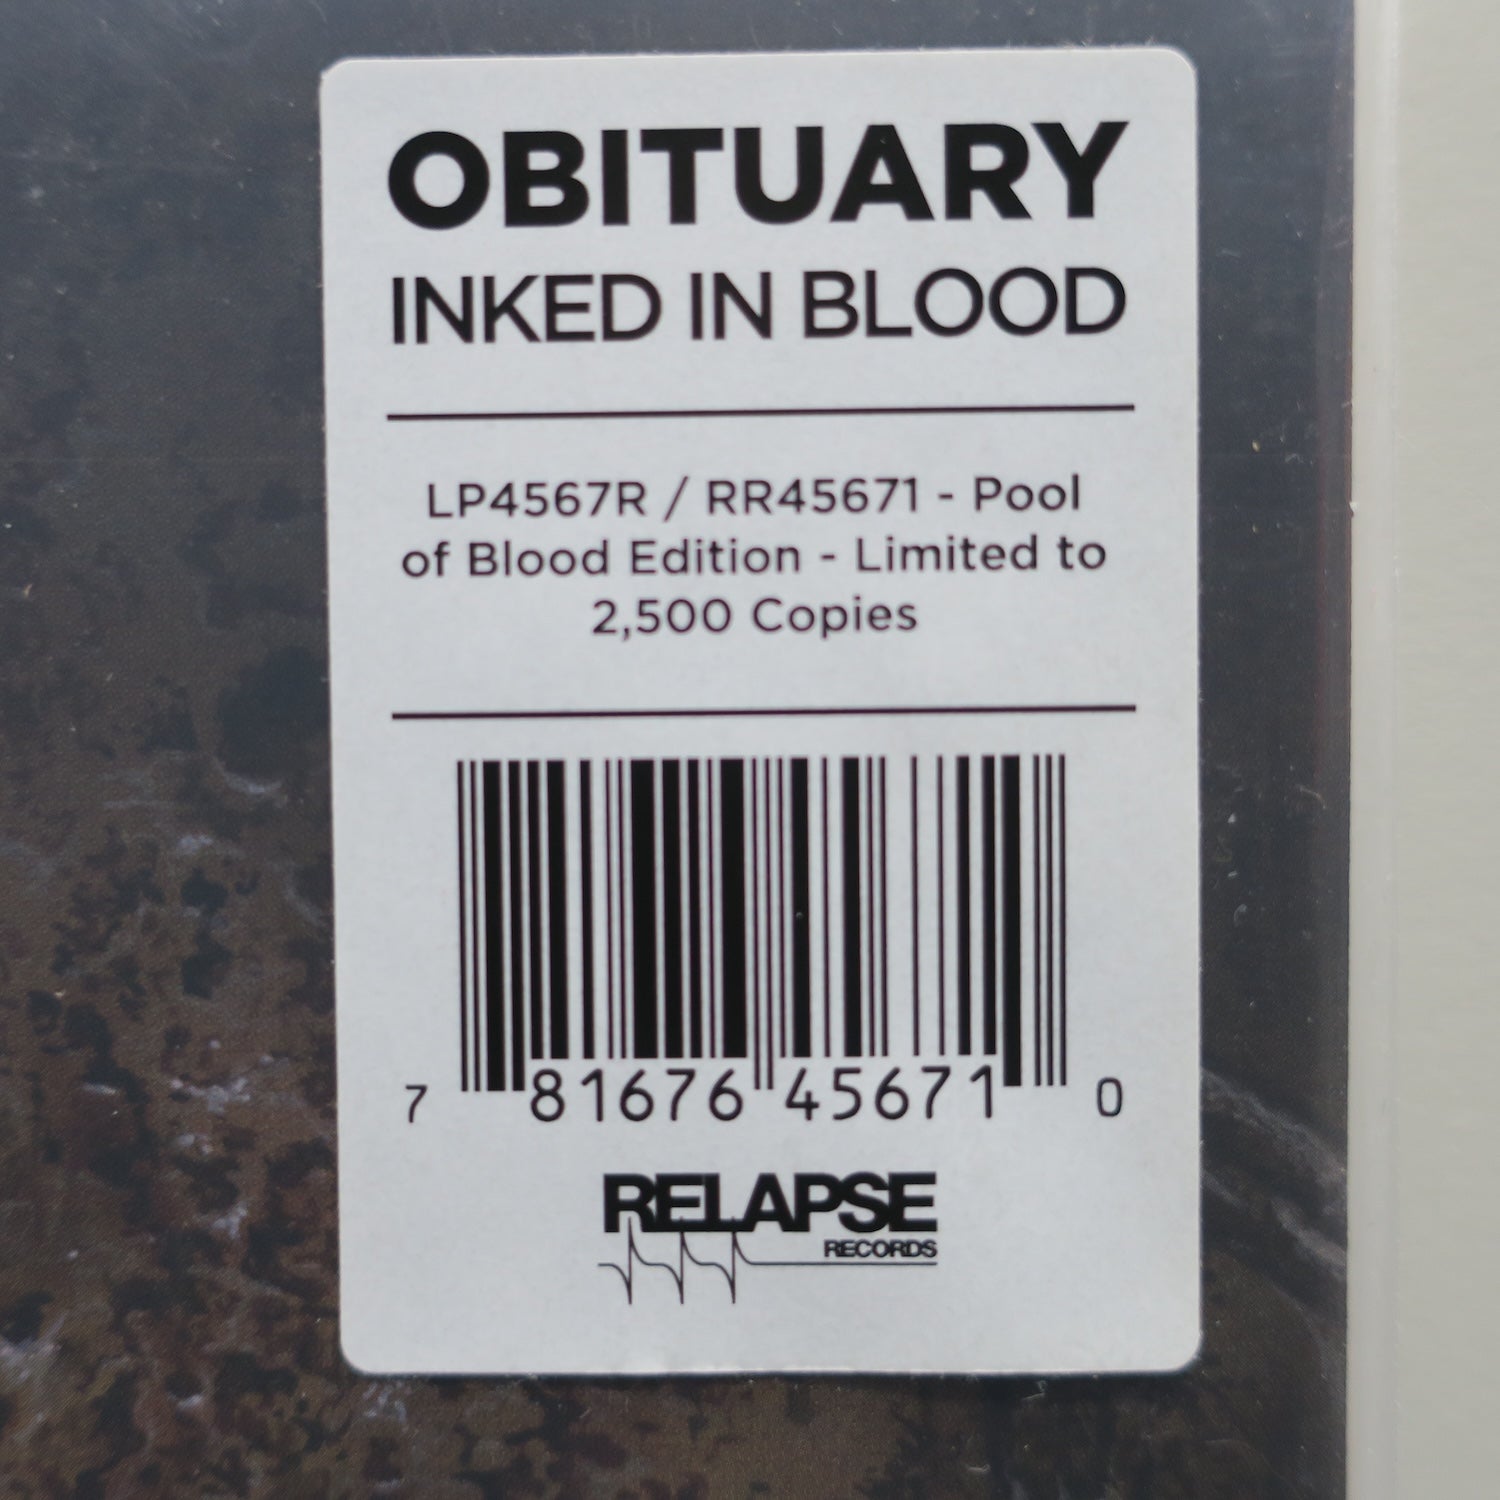 OBITUARY
INKED IN BLOOD
LP4567R / RR45671 - Pool
of Blood Edition - Limited to
2,500 Copies
7 81676 45671 0
RELAPSE
RECORDS